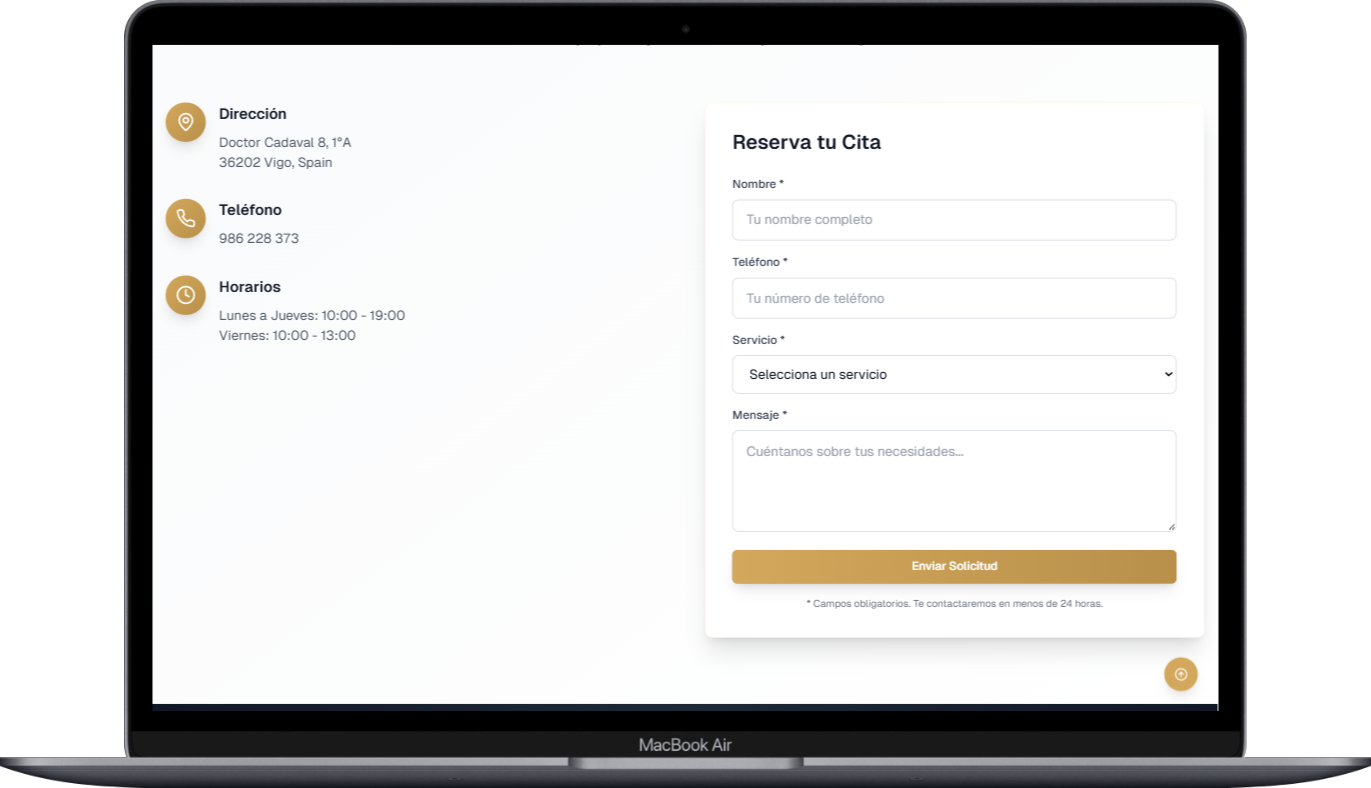 Dirección
Doctor Cadaval 8, 1ºA
36202 Vigo, Spain
Teléfono
986 228 373
Horarios
Lunes a Jueves: 10:00 - 19:00
Viernes: 10:00 - 13:00
Reserva tu Cita
Nombre *
Tu nombre completo
Teléfono *
Tu número de teléfono
Servicio *
Selecciona un servicio
Mensaje *
Cuéntanos sobre tus necesidades...
Enviar Solicitud
* Campos obligatorios. Te contactaremos en menos de 24 horas.
MacBook Air